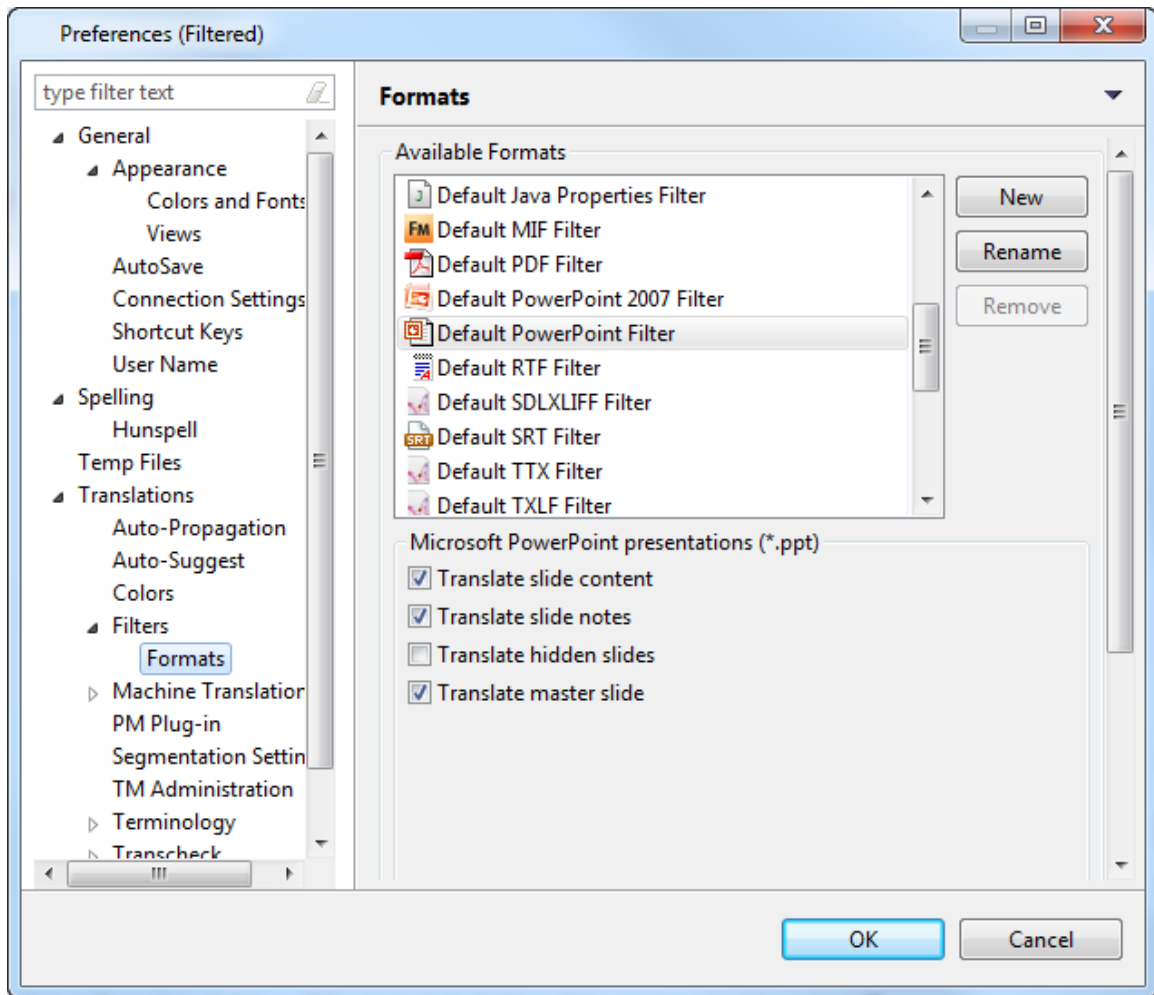 Preferences (Filtered)
type filter text
General
Appearance
Colors and Fonts
Views
AutoSave
Connection Settings
Shortcut Keys
User Name
Spelling
Hunspell
Temp Files
Translations
Auto-Propagation
Auto-Suggest
Colors
Filters
Formats
Machine Translation
PM Plug-in
Segmentation Settin
TM Administration
Terminology
Transcheck
Formats
Available Formats
J Default Java Properties Filter
FM Default MIF Filter
Default PDF Filter
Default PowerPoint 2007 Filter
Default PowerPoint Filter
Default RTF Filter
Default SDLXLIFF Filter
SRT Default SRT Filter
Default TTX Filter
Default TXLF Filter
New
Rename
Remove
Microsoft PowerPoint presentations (*.ppt)
Translate slide content
Translate slide notes
Translate hidden slides
Translate master slide
OK
Cancel